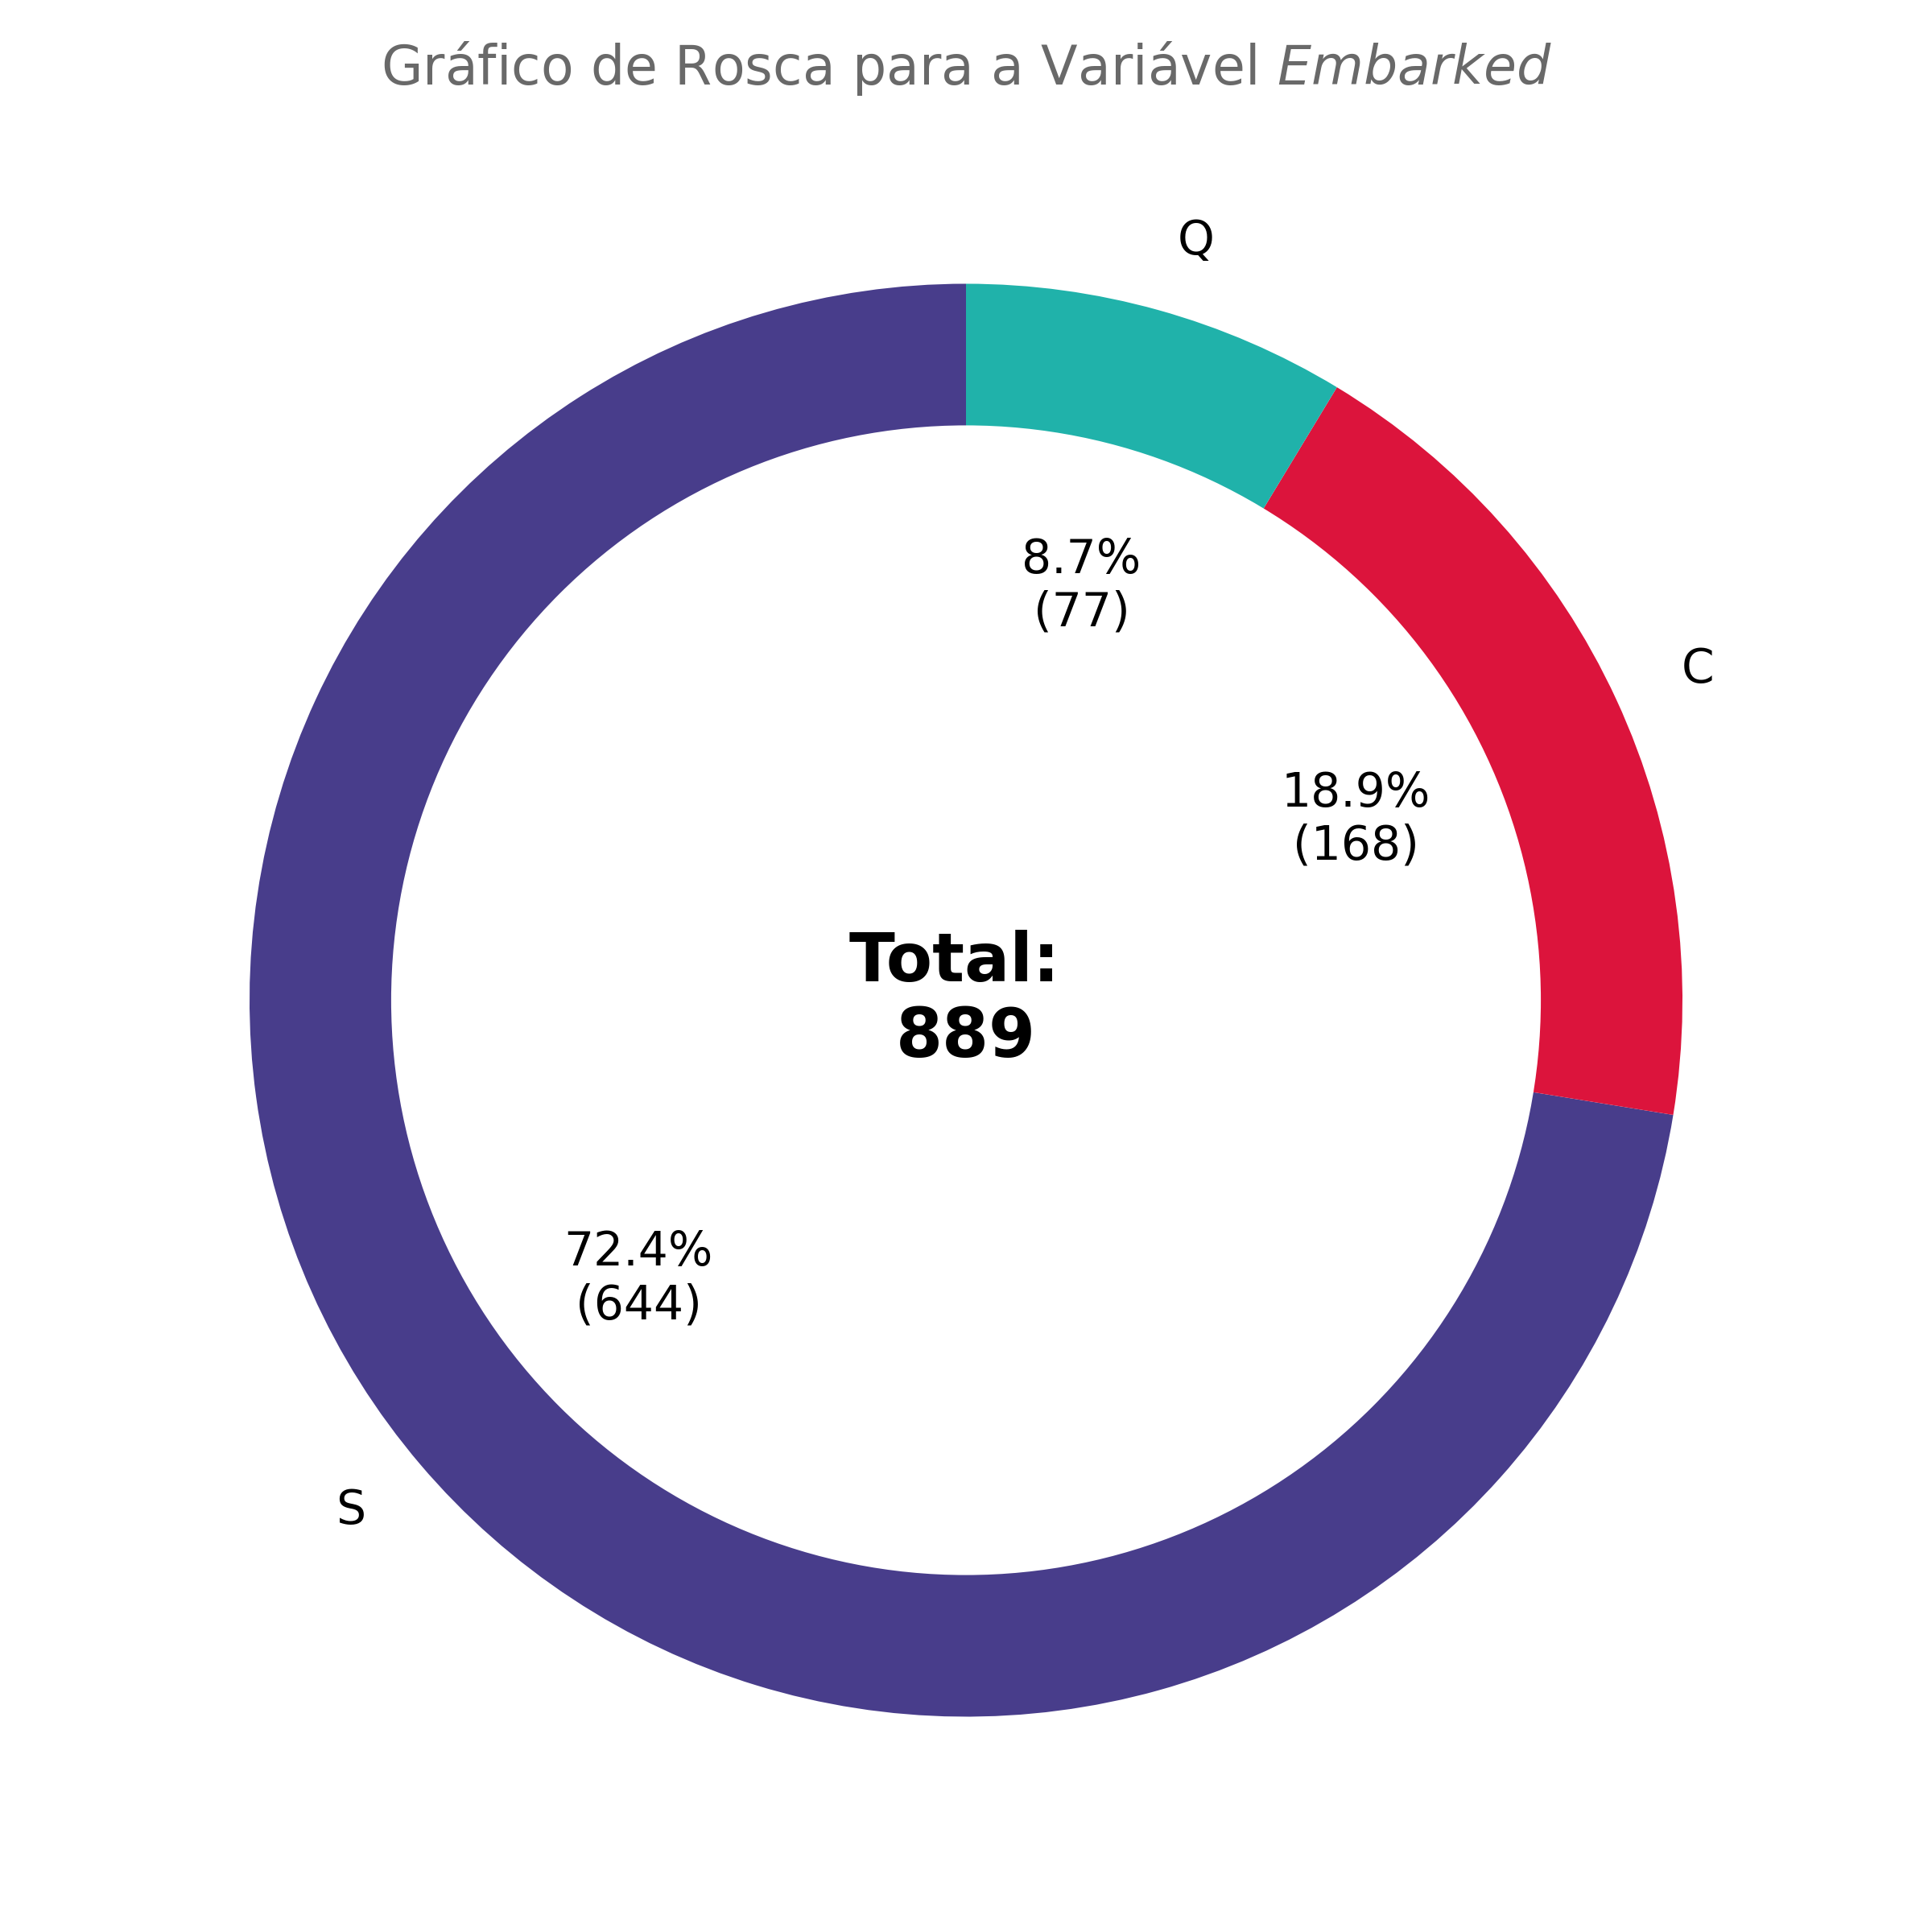 Gráfico de Rosca para a Variável Embarked
Q
8.7%
(77)
C
18.9%
(168)
Total:
889
72.4%
(644)
S